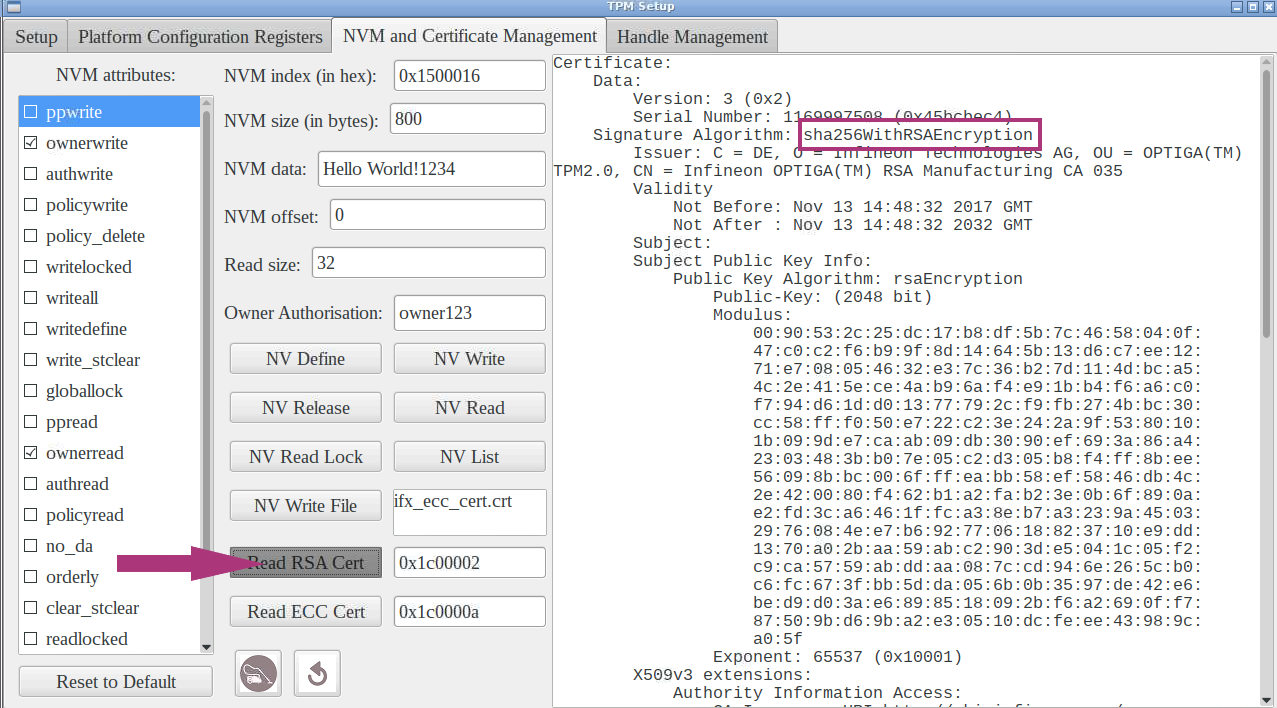 TPM Setup
Setup
Platform Configuration Registers
NVM and Certificate Management
Handle Management
NVM attributes:
ppwrite
ownerwrite
authwrite
policywrite
policy_delete
writelocked
writeall
writedefine
write_stclear
globallock
ppread
ownerread
authread
policyread
no_da
orderly
clear_stclear
readlocked
Reset to Default
NVM index (in hex): 0x1500016
NVM size (in bytes): 800
NVM data: Hello World!1234
NVM offset: 0
Read size: 32
Owner Authorisation: owner123
NV Define
NV Write
NV Release
NV Read
NV Read Lock
NV List
NV Write File
ifx_ecc_cert.crt
Read RSA Cert
0x1c00002
Read ECC Cert
0x1c0000a
Certificate:
Data:
Version: 3 (0x2)
Serial Number: 1169997508 (0x45bcbec4)
Signature Algorithm: sha256WithRSAEncryption
Issuer: C = DE, O = Infineon Technologies AG, OU = OPTIGA(TM)
TPM2.0, CN = Infineon OPTIGA(TM) RSA Manufacturing CA 035
Validity
Not Before: Nov 13 14:48:32 2017 GMT
Not After : Nov 13 14:48:32 2032 GMT
Subject:
Subject Public Key Info:
Public Key Algorithm: rsaEncryption
Public-Key: (2048 bit)
Modulus:
00:90:53:2c:25:dc:17:b8:df:5b:7c:46:58:04:0f:
47:c0:c2:f6:b9:9f:8d:14:64:5b:13:d6:c7:ee:12:
71:e7:08:05:46:32:e3:7c:36:b2:7d:11:4d:bc:a5:
4c:2e:41:5e:ce:4a:b9:6a:f4:e9:1b:b4:f6:a6:c0:
f7:94:d6:1d:d0:13:77:79:2c:f9:fb:27:4b:bc:30:
cc:58:ff:f0:50:e7:22:c2:3e:24:2a:9f:53:80:10:
1b:09:9d:e7:ca:ab:09:db:30:90:ef:69:3a:86:a4:
23:03:48:3b:b0:7e:05:c2:d3:05:b8:f4:ff:8b:ee:
56:09:8b:bc:00:6f:ff:ea:bb:58:ef:58:46:db:4c:
2e:42:00:80:f4:62:b1:a2:fa:b2:3e:0b:6f:89:0a:
e2:fd:3c:a6:46:1f:fc:a3:8e:b7:a3:23:9a:45:03:
29:76:08:4e:e7:b6:92:77:06:18:82:37:10:e9:dd:
13:70:a0:2b:aa:59:ab:c2:90:3d:e5:04:1c:05:f2:
c9:ca:57:59:ab:dd:aa:08:7c:cd:94:6e:26:5c:b0:
c6:fc:67:3f:bb:5d:da:05:6b:0b:35:97:de:42:e6:
be:d9:d0:3a:e6:89:85:18:09:2b:f6:a2:69:0f:f7:
87:50:9b:d6:9b:a2:e3:05:10:dc:fe:ee:43:98:9c:
a0:5f
Exponent: 65537 (0x10001)
X509v3 extensions:
Authority Information Access: